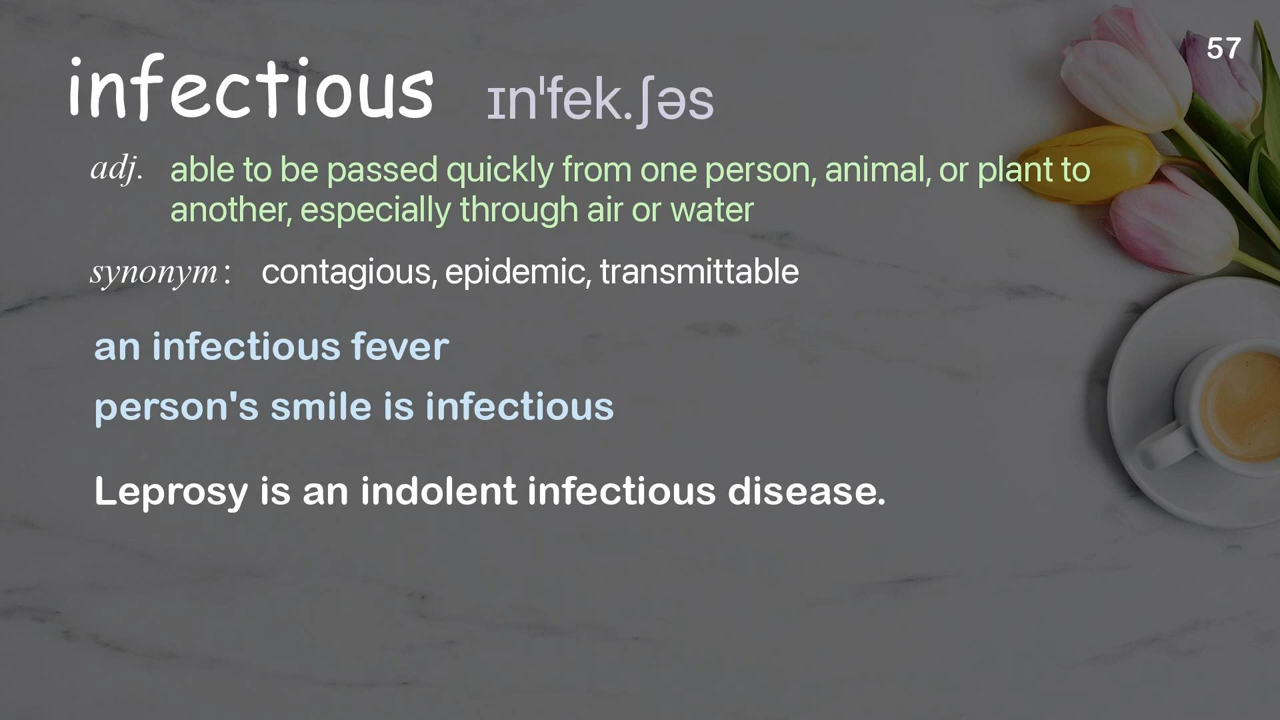 57
infectious ɪnˈfek.ʃəs
adj. able to be passed quickly from one person, animal, or plant to
another, especially through air or water
synonym: contagious, epidemic, transmittable
an infectious fever
person's smile is infectious
Leprosy is an indolent infectious disease.